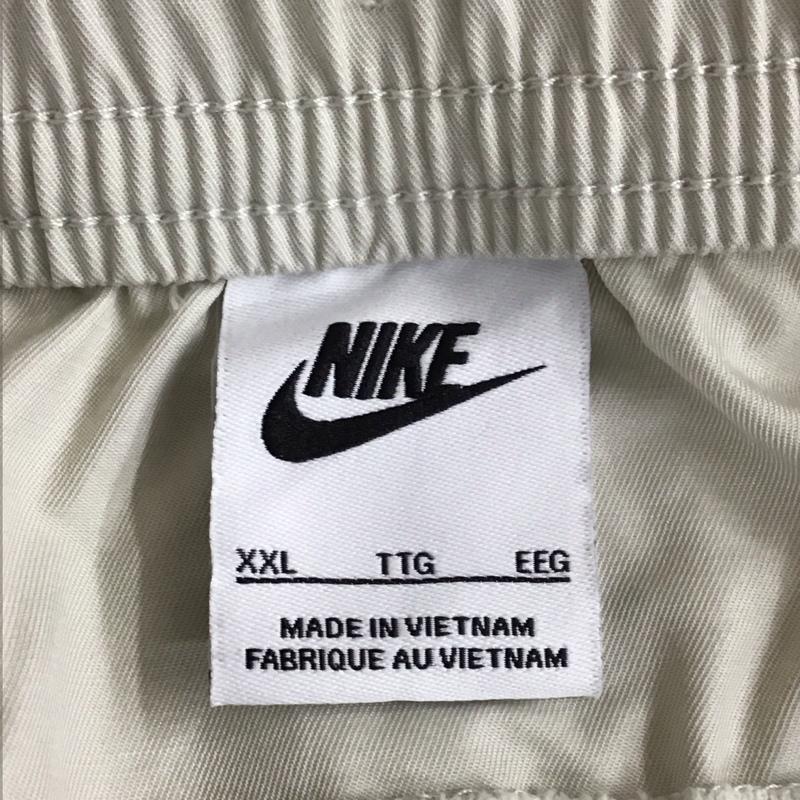 NIKE
XXL TTG EEG
MADE IN VIETNAM
FABRIQUE AU VIETNAM